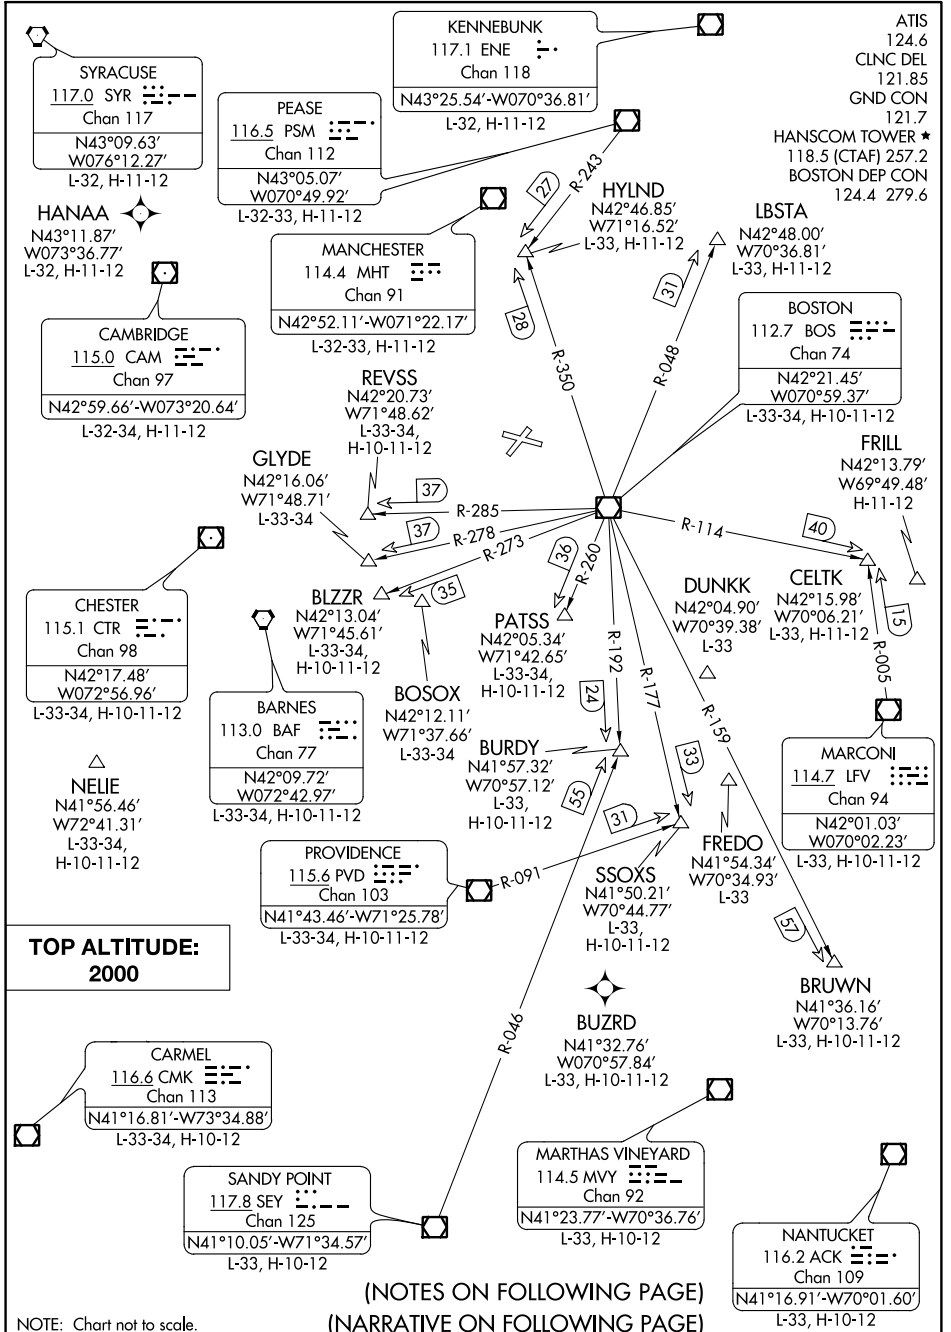 ATIS
124.6
CLNC DEL
121.85
GND CON
121.7
HANSCOM TOWER ★
118.5 (CTAF) 257.2
BOSTON DEP CON
124.4 279.6
KENNEBUNK
117.1 ENE
Chan 118
N43°25.54′-W070°36.81′
L-32, H-11-12
SYRACUSE
117.0 SYR
Chan 117
N43°09.63′
W076°12.27′
L-32, H-11-12
PEASE
116.5 PSM
Chan 112
N43°05.07′
W070°49.92′
L-32-33, H-11-12
HANAA
N43°11.87′
W073°36.77′
L-32, H-11-12
MANCHESTER
114.4 MHT
Chan 91
N42°52.11′-W071°22.17′
L-32-33, H-11-12
R-243
27
HYLND
N42°46.85′
W71°16.52′
L-33, H-11-12
28
R-350
LBSTA
N42°48.00′
W70°36.81′
L-33, H-11-12
31
R-048
CAMBRIDGE
115.0 CAM
Chan 97
N42°59.66′-W073°20.64′
L-32-34, H-11-12
BOSTON
112.7 BOS
Chan 74
N42°21.45′
W070°59.37′
L-33-34, H-10-11-12
REVSS
N42°20.73′
W71°48.62′
L-33-34,
H-10-11-12
GLYDE
N42°16.06′
W71°48.71′
L-33-34
37
R-285
37
R-278
R-273
35
36
R-260
R-114
40
FRILL
N42°13.79′
W69°49.48′
H-11-12
CHESTER
115.1 CTR
Chan 98
N42°17.48′
W072°56.96′
L-33-34, H-10-11-12
BLZZR
N42°13.04′
W71°45.61′
L-33-34,
H-10-11-12
BOSOX
N42°12.11′
W71°37.66′
L-33-34
PATSS
N42°05.34′
W71°42.65′
L-33-34,
H-10-11-12
DUNKK
N42°04.90′
W70°39.38′
L-33
CELTK
N42°15.98′
W70°06.21′
L-33, H-11-12
15
R-005
R-192
R-177
R-159
24
33
BARNES
113.0 BAF
Chan 77
N42°09.72′
W072°42.97′
L-33-34, H-10-11-12
NELIE
N41°56.46′
W72°41.31′
L-33-34,
H-10-11-12
BURDY
N41°57.32′
W70°57.12′
L-33,
H-10-11-12
55
MARCONI
114.7 LFV
Chan 94
N42°01.03′
W070°02.23′
L-33, H-10-11-12
PROVIDENCE
115.6 PVD
Chan 103
N41°43.46′-W71°25.78′
L-33-34, H-10-11-12
31
R-091
SSOXS
N41°50.21′
W70°44.77′
L-33,
H-10-11-12
FREDO
N41°54.34′
W70°34.93′
L-33
57
BRUWN
N41°36.16′
W70°13.76′
L-33, H-10-11-12
TOP ALTITUDE:
2000
R-046
BUZRD
N41°32.76′
W070°57.84′
L-33, H-10-11-12
CARMEL
116.6 CMK
Chan 113
N41°16.81′-W73°34.88′
L-33-34, H-10-12
SANDY POINT
117.8 SEY
Chan 125
N41°10.05′-W71°34.57′
L-33, H-10-12
MARTHAS VINEYARD
114.5 MVY
Chan 92
N41°23.77′-W70°36.76′
L-33, H-10-12
NANTUCKET
116.2 ACK
Chan 109
N41°16.91′-W70°01.60′
L-33, H-10-12
(NOTES ON FOLLOWING PAGE)
(NARRATIVE ON FOLLOWING PAGE)
NOTE: Chart not to scale.